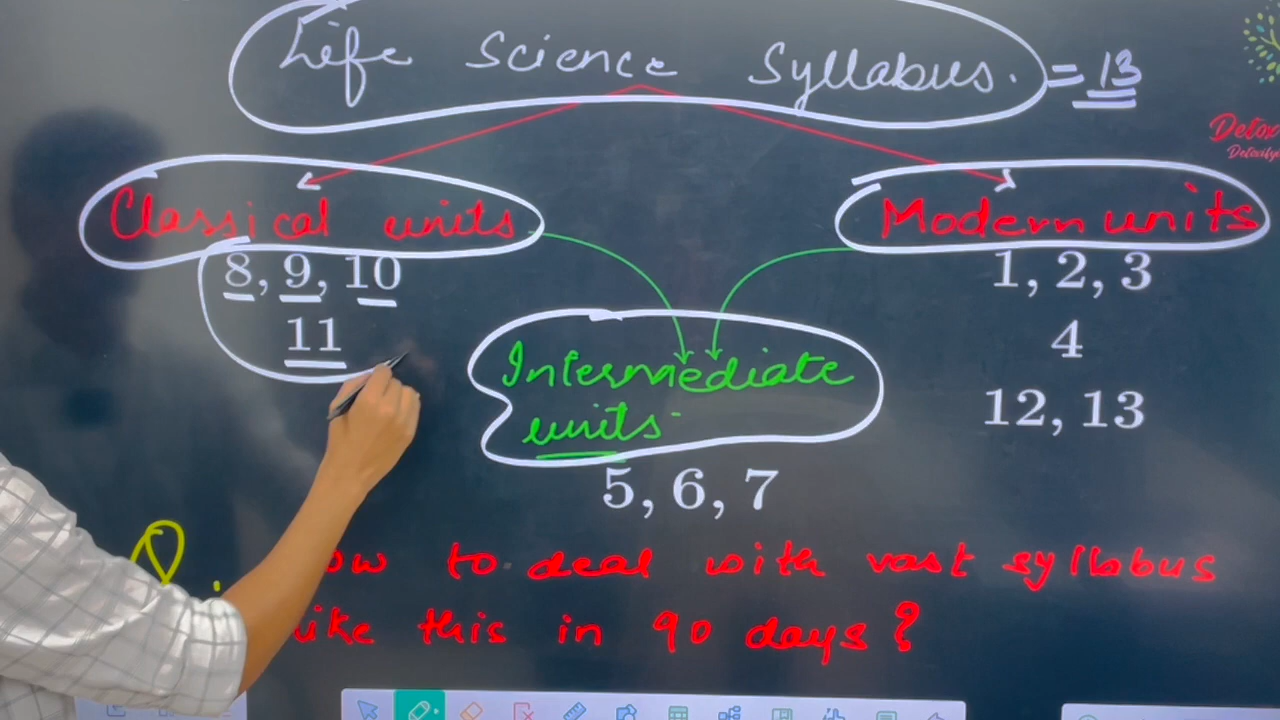 Life Science Syllabus. = 13
Classical units
Modern units
8, 9, 10
1, 2, 3
11
4
Intermediate
units
12, 13
5, 6, 7
Q.
to deal with vast syllabus
like this in 90 days?